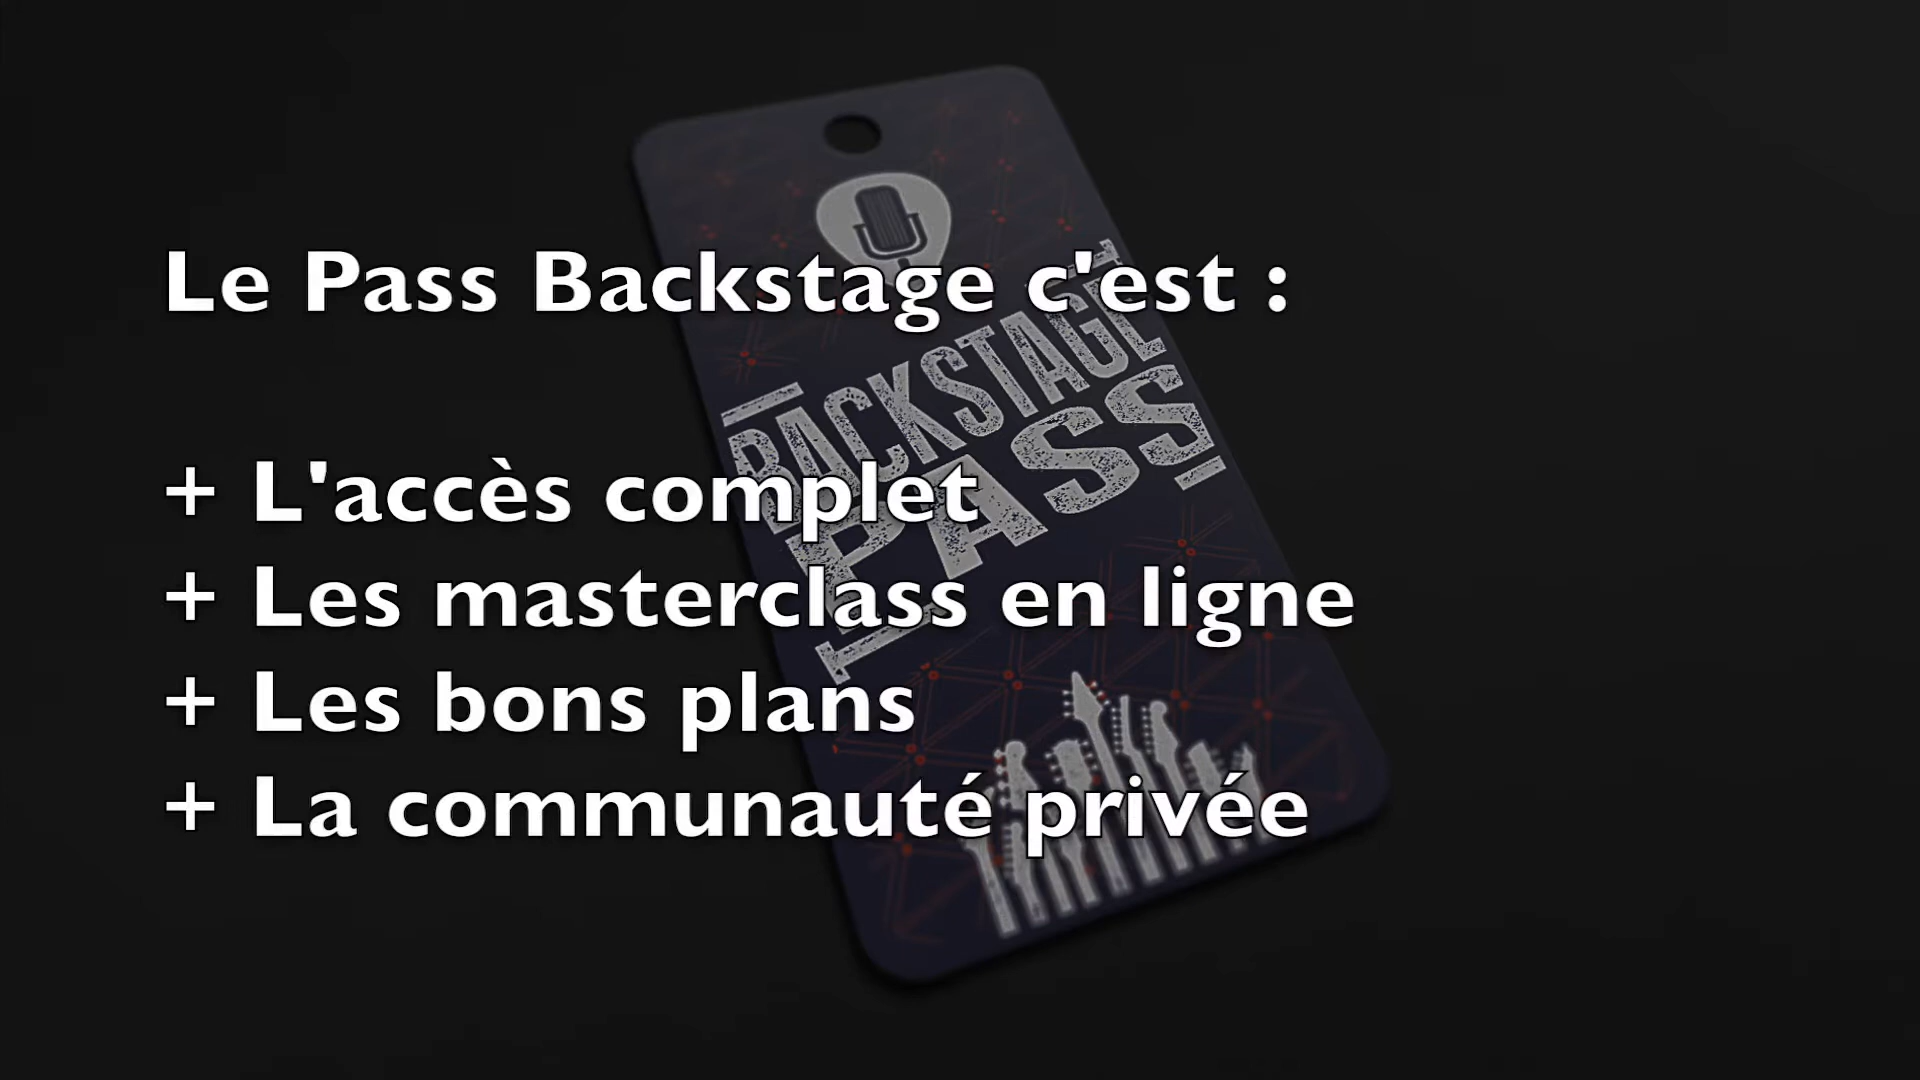 Le Pass Backstage c'est :
+ L'accès complet
+ Les masterclass en ligne
+ Les bons plans
+ La communauté privée
BACKSTAGE
PASS